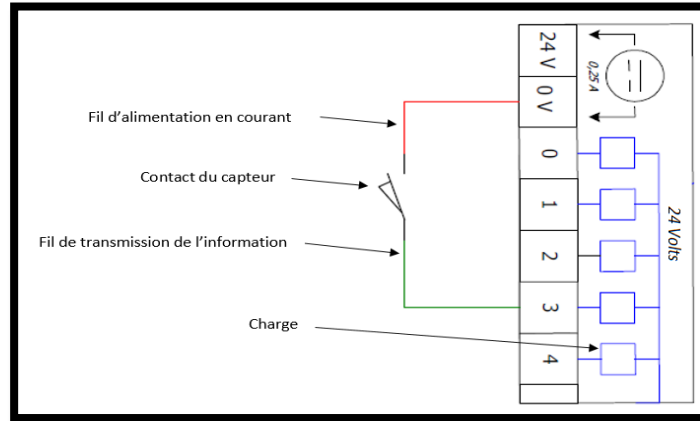 Fil d'alimentation en courant
Contact du capteur
Fil de transmission de l'information
Charge
24 V
0 V
0
1
2
3
4
0,25 A
24 Volts